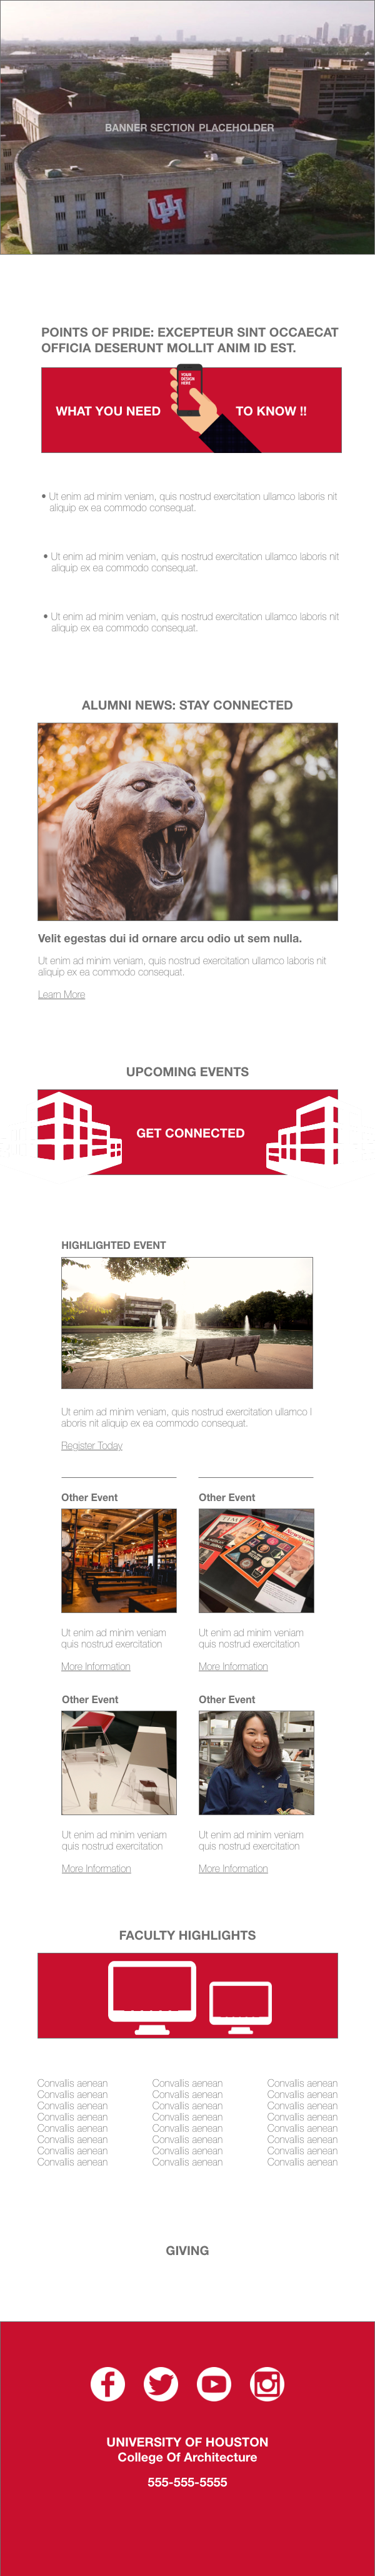 BANNER SECTION PLACEHOLDER
UH
POINTS OF PRIDE: EXCEPTEUR SINT OCCAECAT
OFFICIA DESERUNT MOLLIT ANIM ID EST.
YOUR
DESIGN
HERE
WHAT YOU NEED TO KNOW !!
• Ut enim ad minim veniam, quis nostrud exercitation ullamco laboris nit
aliquip ex ea commodo consequat.
• Ut enim ad minim veniam, quis nostrud exercitation ullamco laboris nit
aliquip ex ea commodo consequat.
• Ut enim ad minim veniam, quis nostrud exercitation ullamco laboris nit
aliquip ex ea commodo consequat.
ALUMNI NEWS: STAY CONNECTED
Velit egestas dui id ornare arcu odio ut sem nulla.
Ut enim ad minim veniam, quis nostrud exercitation ullamco laboris nit
aliquip ex ea commodo consequat.
Learn More
UPCOMING EVENTS
GET CONNECTED
HIGHLIGHTED EVENT
Ut enim ad minim veniam, quis nostrud exercitation ullamco l
aboris nit aliquip ex ea commodo consequat.
Register Today
Other Event
Ut enim ad minim veniam
quis nostrud exercitation
More Information
Other Event
Ut enim ad minim veniam
quis nostrud exercitation
More Information
Other Event
Ut enim ad minim veniam
quis nostrud exercitation
More Information
Other Event
Ut enim ad minim veniam
quis nostrud exercitation
More Information
FACULTY HIGHLIGHTS
Convallis aenean Convallis aenean Convallis aenean
Convallis aenean Convallis aenean Convallis aenean
Convallis aenean Convallis aenean Convallis aenean
Convallis aenean Convallis aenean Convallis aenean
Convallis aenean Convallis aenean Convallis aenean
Convallis aenean Convallis aenean Convallis aenean
Convallis aenean Convallis aenean Convallis aenean
Convallis aenean Convallis aenean Convallis aenean
GIVING
UNIVERSITY OF HOUSTON
College Of Architecture
555-555-5555